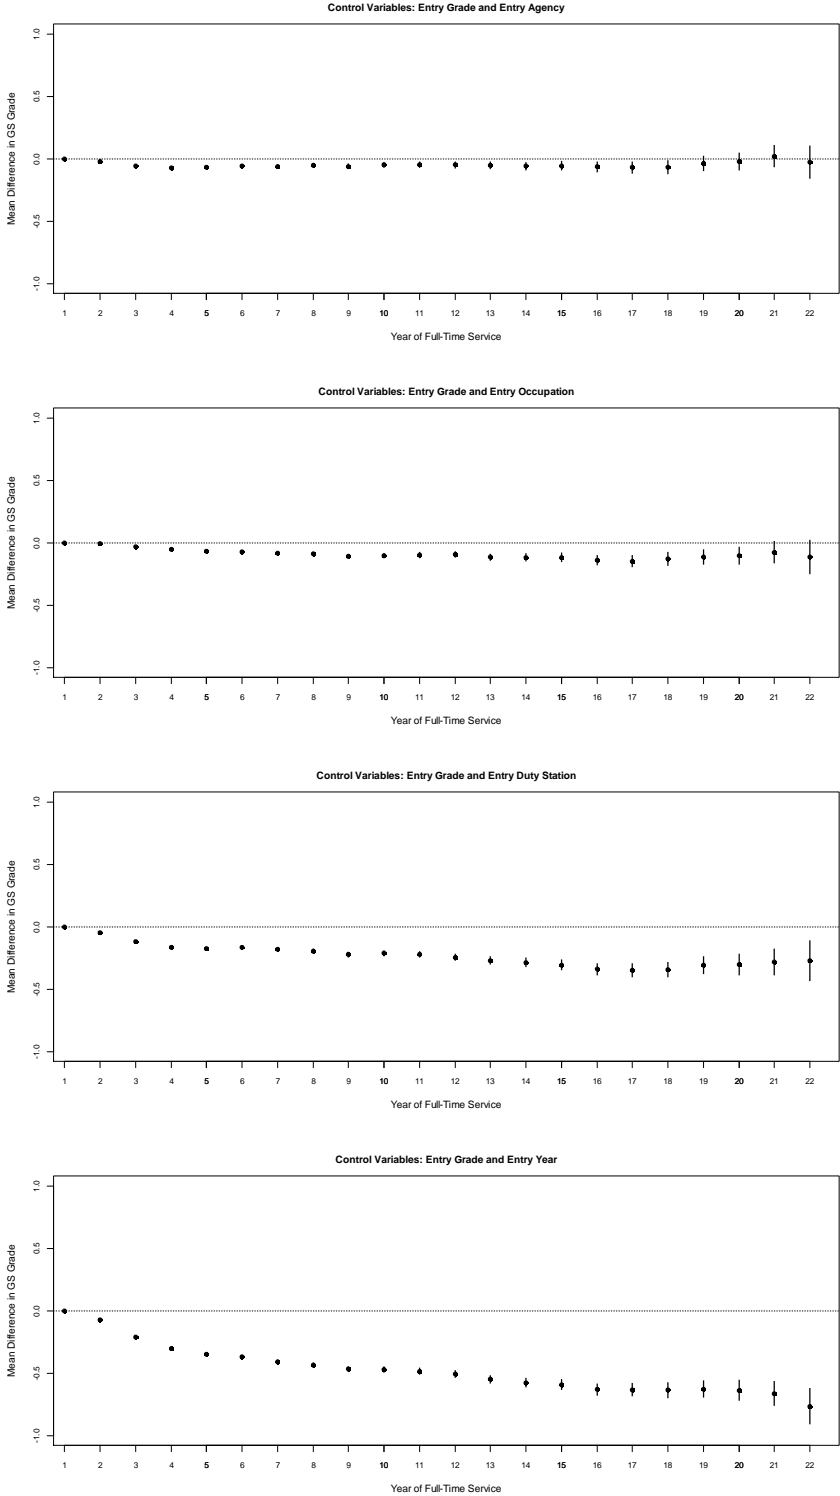 Control Variables: Entry Grade and Entry Agency
Mean Difference in GS Grade
1.0
0.5
0.0
-0.5
-1.0
1 2 3 4 5 6 7 8 9 10 11 12 13 14 15 16 17 18 19 20 21 22
Year of Full-Time Service
Control Variables: Entry Grade and Entry Occupation
Mean Difference in GS Grade
1.0
0.5
0.0
-0.5
-1.0
1 2 3 4 5 6 7 8 9 10 11 12 13 14 15 16 17 18 19 20 21 22
Year of Full-Time Service
Control Variables: Entry Grade and Entry Duty Station
Mean Difference in GS Grade
1.0
0.5
0.0
-0.5
-1.0
1 2 3 4 5 6 7 8 9 10 11 12 13 14 15 16 17 18 19 20 21 22
Year of Full-Time Service
Control Variables: Entry Grade and Entry Year
Mean Difference in GS Grade
1.0
0.5
0.0
-0.5
-1.0
1 2 3 4 5 6 7 8 9 10 11 12 13 14 15 16 17 18 19 20 21 22
Year of Full-Time Service